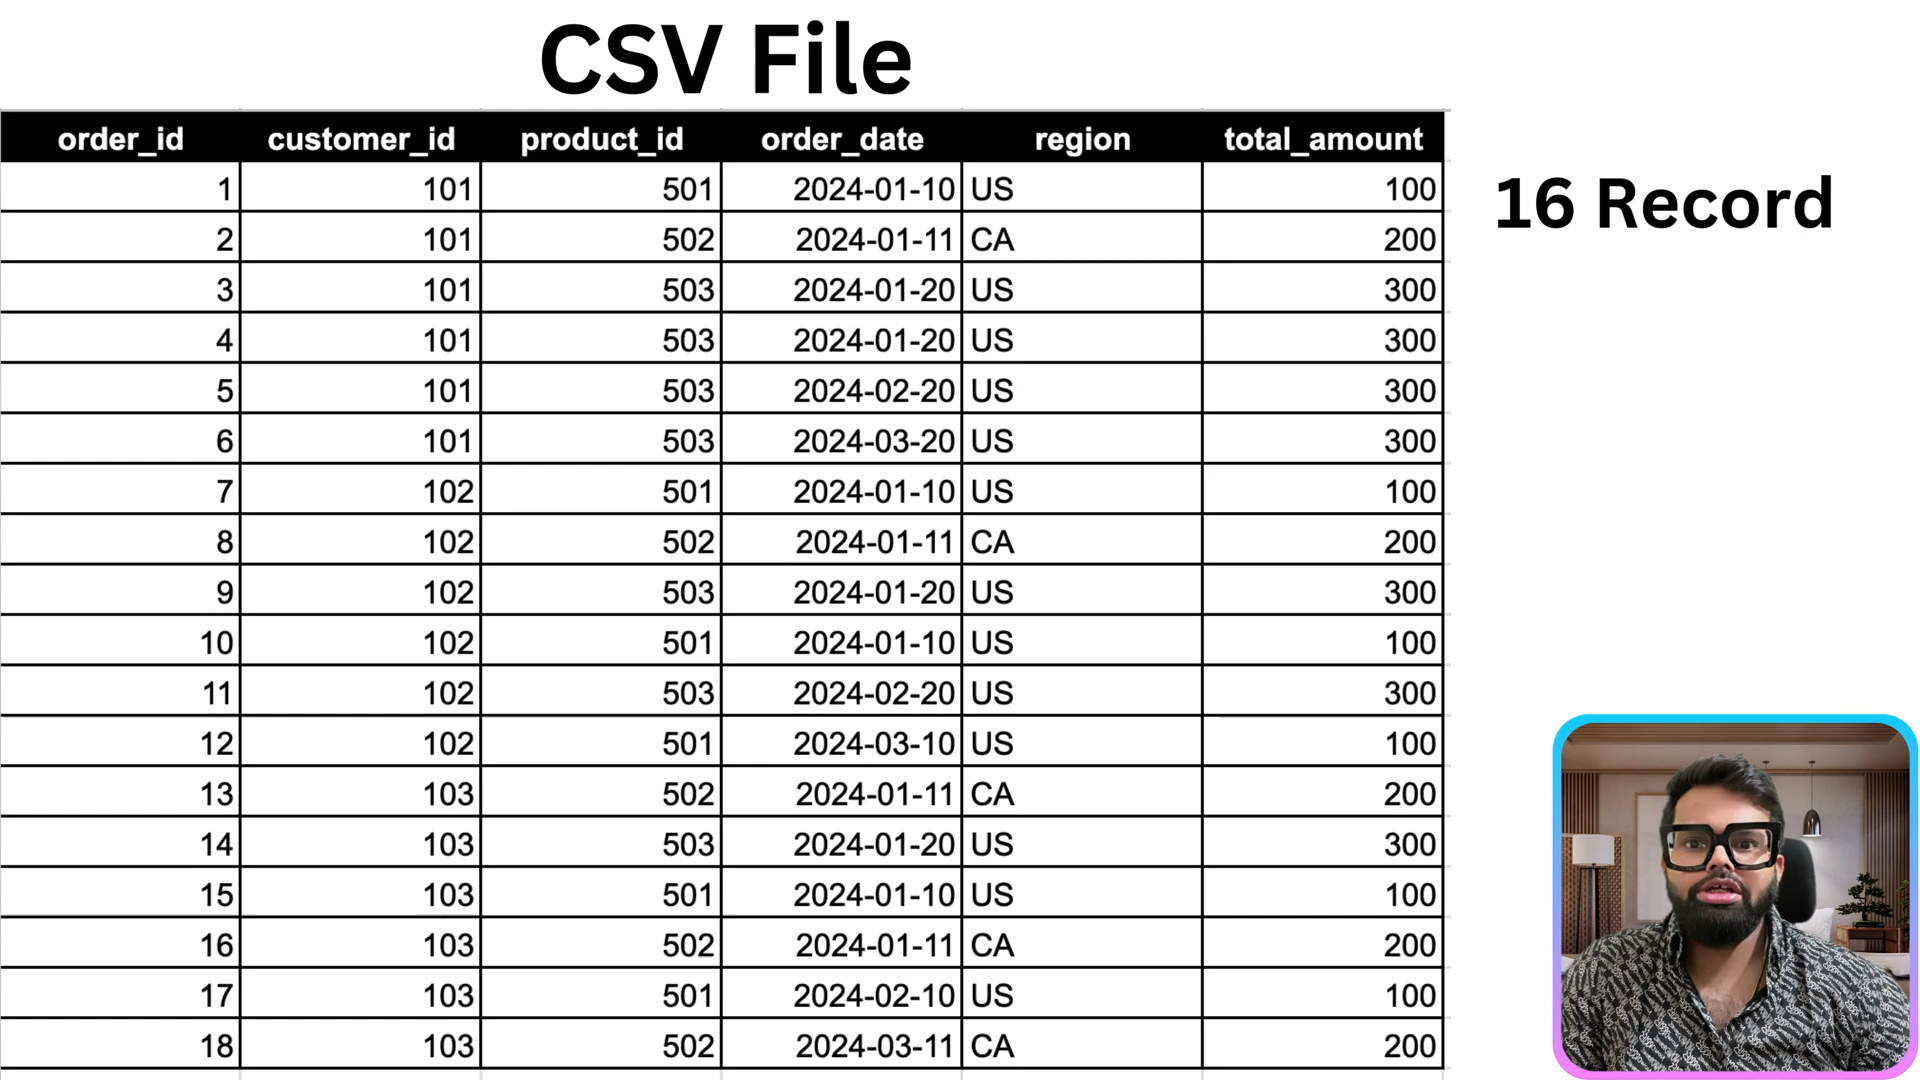 CSV File
order_id customer_id product_id order_date region total_amount
1 101 501 2024-01-10 US 100
16 Record
2 101 502 2024-01-11 CA 200
3 101 503 2024-01-20 US 300
4 101 503 2024-01-20 US 300
5 101 503 2024-02-20 US 300
6 101 503 2024-03-20 US 300
7 102 501 2024-01-10 US 100
8 102 502 2024-01-11 CA 200
9 102 503 2024-01-20 US 300
10 102 501 2024-01-10 US 100
11 102 503 2024-02-20 US 300
12 102 501 2024-03-10 US 100
13 103 502 2024-01-11 CA 200
14 103 503 2024-01-20 US 300
15 103 501 2024-01-10 US 100
16 103 502 2024-01-11 CA 200
17 103 501 2024-02-10 US 100
18 103 502 2024-03-11 CA 200